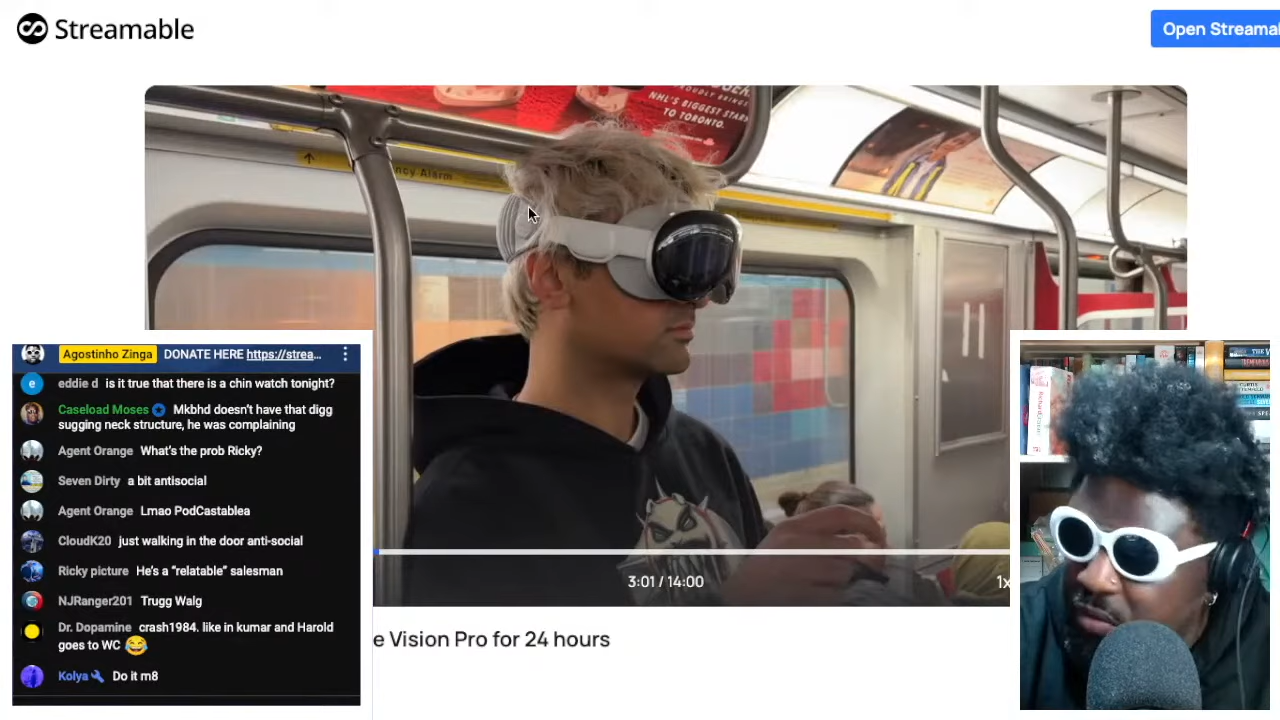 Streamable
Open Streama
NHL'S BIGGEST STARS
TO TORONTO.
ncy Alarm
3:01 / 14:00
1x
e Vision Pro for 24 hours
Agostinho Zinga DONATE HERE https://strea...
e eddie d is it true that there is a chin watch tonight?
Caseload Moses Mkbhd doesn't have that digg
sugging neck structure, he was complaining
Agent Orange What's the prob Ricky?
Seven Dirty a bit antisocial
Agent Orange Lmao PodCastablea
CloudK20 just walking in the door anti-social
Ricky picture He's a “relatable” salesman
NJRanger201 Trugg Walg
Dr. Dopamine crash1984. like in kumar and Harold
goes to WC 😂
Kolya Do it m8